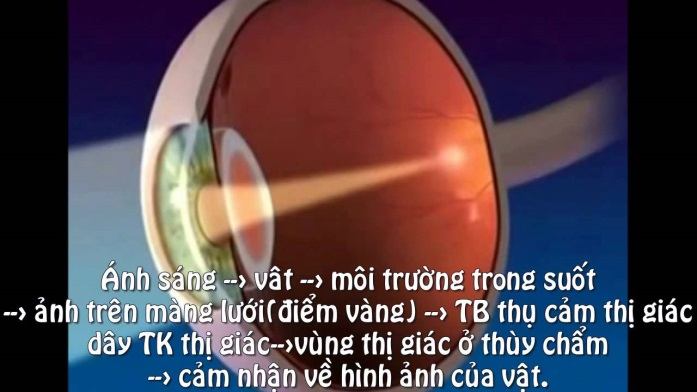 Ánh sáng --> vât --> môi trường trong suốt
--> ảnh trên màng lưới(điểm vàng) --> TB thụ cảm thị giác
dây TK thị giác-->vùng thị giác ở thùy chẩm
--> cảm nhận về hình ảnh của vật.